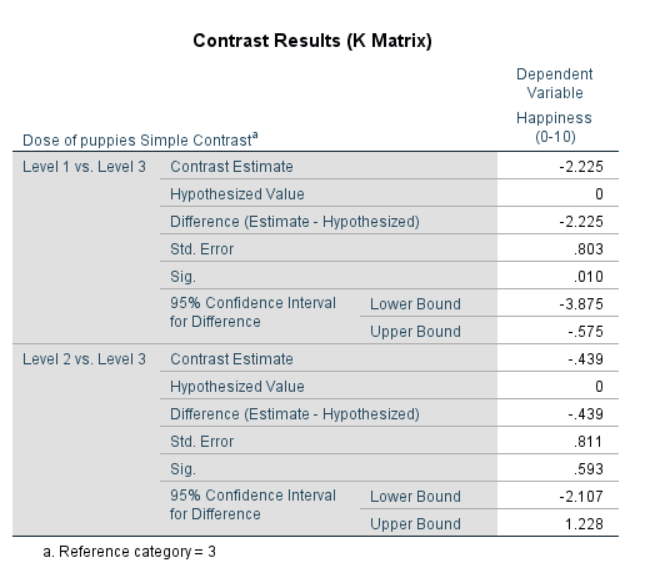 Contrast Results (K Matrix)
Dependent
Variable
Happiness
(0-10)
Dose of puppies Simple Contrastᵃ
Level 1 vs. Level 3 Contrast Estimate -2.225
Hypothesized Value 0
Difference (Estimate - Hypothesized) -2.225
Std. Error .803
Sig. .010
95% Confidence Interval for Difference Lower Bound -3.875
Upper Bound -.575
Level 2 vs. Level 3 Contrast Estimate -.439
Hypothesized Value 0
Difference (Estimate - Hypothesized) -.439
Std. Error .811
Sig. .593
95% Confidence Interval for Difference Lower Bound -2.107
Upper Bound 1.228
a. Reference category = 3